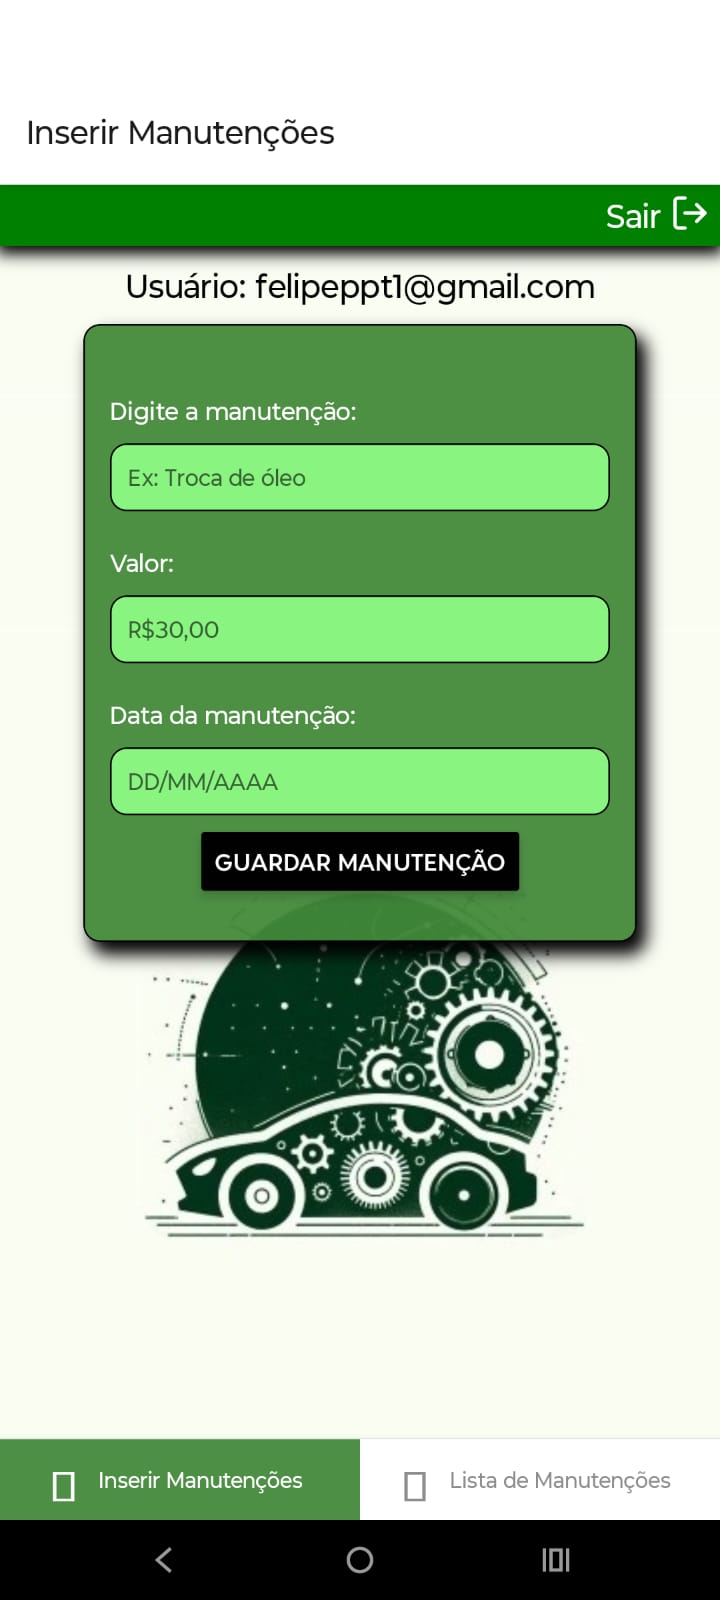 Inserir Manutenções
Sair
Usuário: felipeppt1@gmail.com
Digite a manutenção:
Ex: Troca de óleo
Valor:
R$30,00
Data da manutenção:
DD/MM/AAAA
GUARDAR MANUTENÇÃO
Inserir Manutenções
Lista de Manutenções